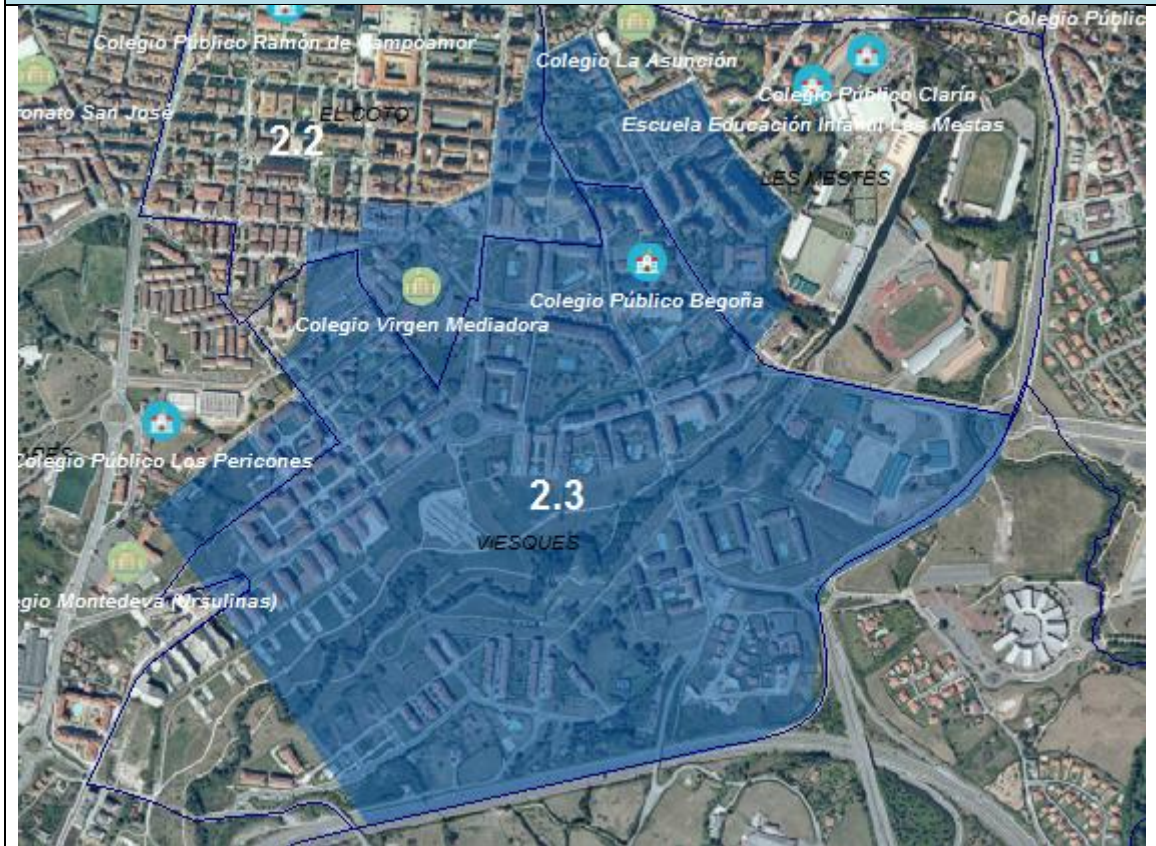 Colegio Públic
Colegio Público Ramón de Campoamor
Colegio La Asunción
Colegio Público Clarín
ronato San José
EL COTO
2.2
Escuela Educación Infantil Les Mestas
LES MESTES
Colegio Público Begoña
Colegio Virgen Mediadora
Colegio Público Los Pericones
2.3
VIESQUES
egio Montedeva (Ursulinas)